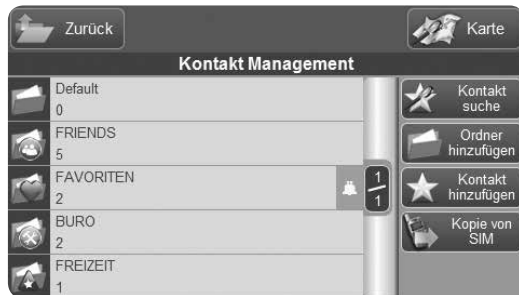 Zurück
Karte
Kontakt Management
Default
0
FRIENDS
5
FAVORITEN
2
BURO
2
FREIZEIT
1
1
1
Kontakt
suche
Ordner
hinzufügen
Kontakt
hinzufügen
Kopie von
SIM